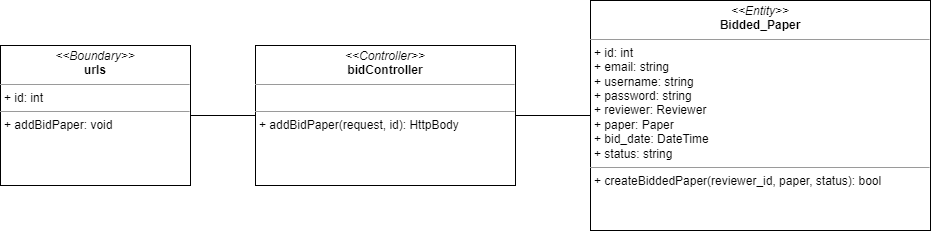 <<Boundary>>
urls
+ id: int
+ addBidPaper: void
<<Controller>>
bidController
+ addBidPaper(request, id): HttpBody
<<Entity>>
Bidded_Paper
+ id: int
+ email: string
+ username: string
+ password: string
+ reviewer: Reviewer
+ paper: Paper
+ bid_date: DateTime
+ status: string
+ createBiddedPaper(reviewer_id, paper, status): bool